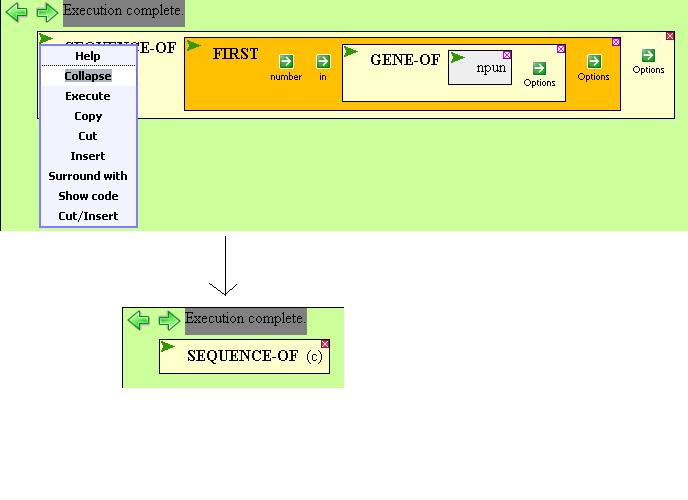 Execution complete.
SEQUENCE-OF FIRST number in GENE-OF npun Options Options Options
Help
Collapse
Execute
Copy
Cut
Insert
Surround with
Show code
Cut/Insert
Execution complete.
SEQUENCE-OF (c)